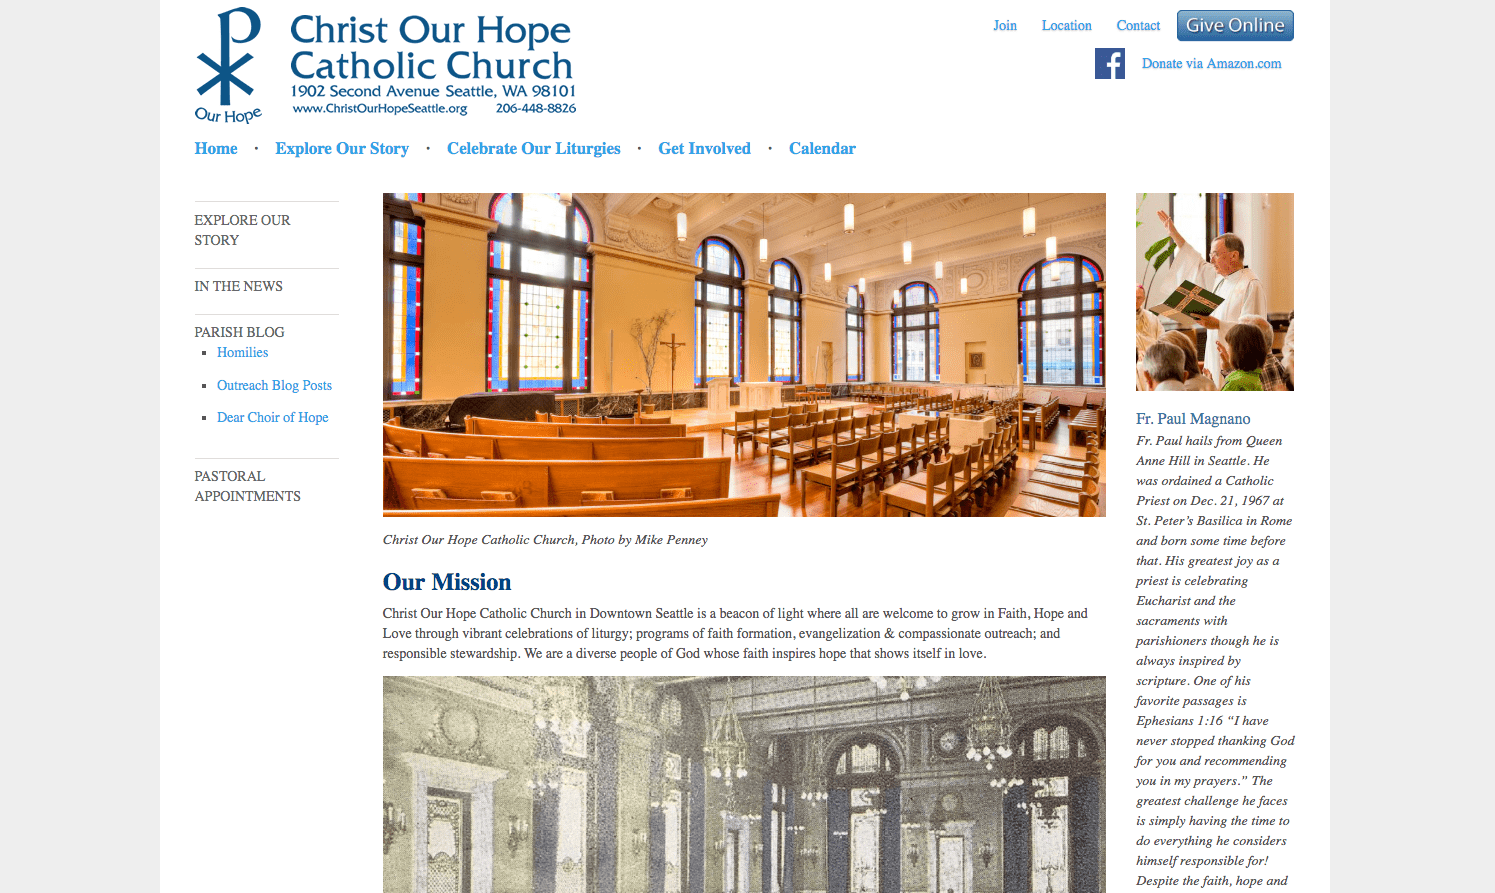 Our Hope
Christ Our Hope
Catholic Church
1902 Second Avenue Seattle, WA 98101
www.ChristOurHopeSeattle.org 206-448-8826
Join Location Contact Give Online
Donate via Amazon.com
Home · Explore Our Story · Celebrate Our Liturgies · Get Involved · Calendar
EXPLORE OUR
STORY
IN THE NEWS
PARISH BLOG
Homilies
Outreach Blog Posts
Dear Choir of Hope
PASTORAL
APPOINTMENTS
Christ Our Hope Catholic Church, Photo by Mike Penney
Our Mission
Christ Our Hope Catholic Church in Downtown Seattle is a beacon of light where all are welcome to grow in Faith, Hope and
Love through vibrant celebrations of liturgy; programs of faith formation, evangelization & compassionate outreach; and
responsible stewardship. We are a diverse people of God whose faith inspires hope that shows itself in love.
Fr. Paul Magnano
Fr. Paul hails from Queen
Anne Hill in Seattle. He
was ordained a Catholic
Priest on Dec. 21, 1967 at
St. Peter’s Basilica in Rome
and born some time before
that. His greatest joy as a
priest is celebrating
Eucharist and the
sacraments with
parishioners though he is
always inspired by
scripture. One of his
favorite passages is
Ephesians 1:16 “I have
never stopped thanking God
for you and recommending
you in my prayers.” The
greatest challenge he faces
is simply having the time to
do everything he considers
himself responsible for!
Despite the faith, hope and